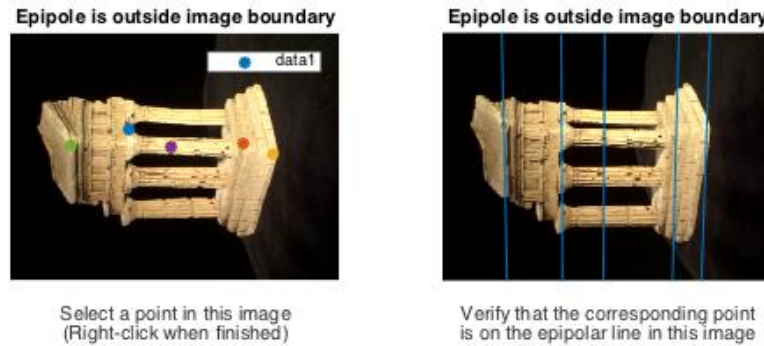 Epipole is outside image boundary
data1
Select a point in this image
(Right-click when finished)
Epipole is outside image boundary
Verify that the corresponding point
is on the epipolar line in this image